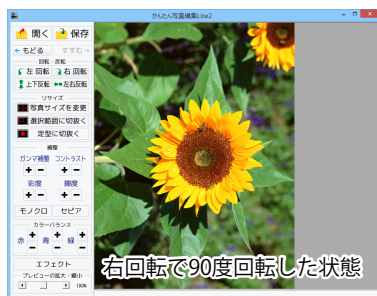 かんたん写真編集Lite2
開く 保存
もどる すすむ
回転・反転
左回転 右回転
上下反転 左右反転
リサイズ
写真サイズを変更
選択範囲に切抜く
定型に切抜く
補整
ガンマ補整 コントラスト
+ - + -
彩度 輝度
+ - + -
モノクロ セピア
カラーバランス
赤 + - 青 + - 緑 + -
エフェクト
プレビューの拡大・縮小
100%
右回転で90度回転した状態